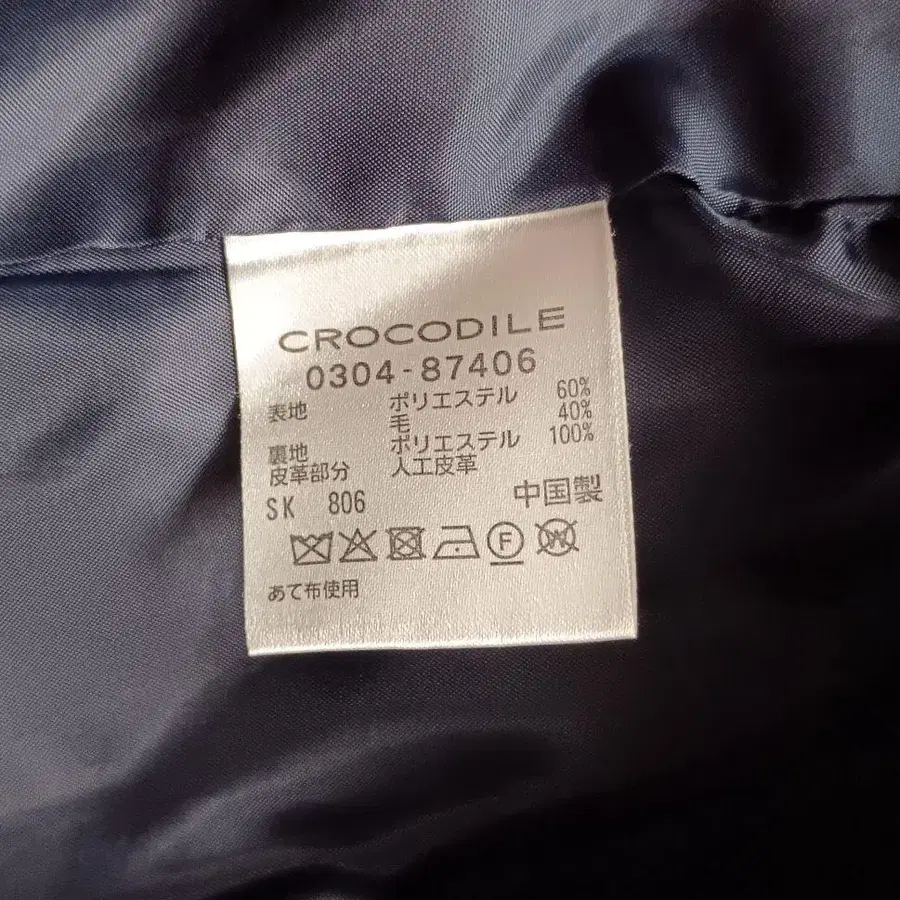 CROCODILE
0304-87406
表地 ポリエステル 60%
毛 40%
裏地 ポリエステル 100%
皮革部分 人工皮革
SK 806 中国製
F W
あて布使用